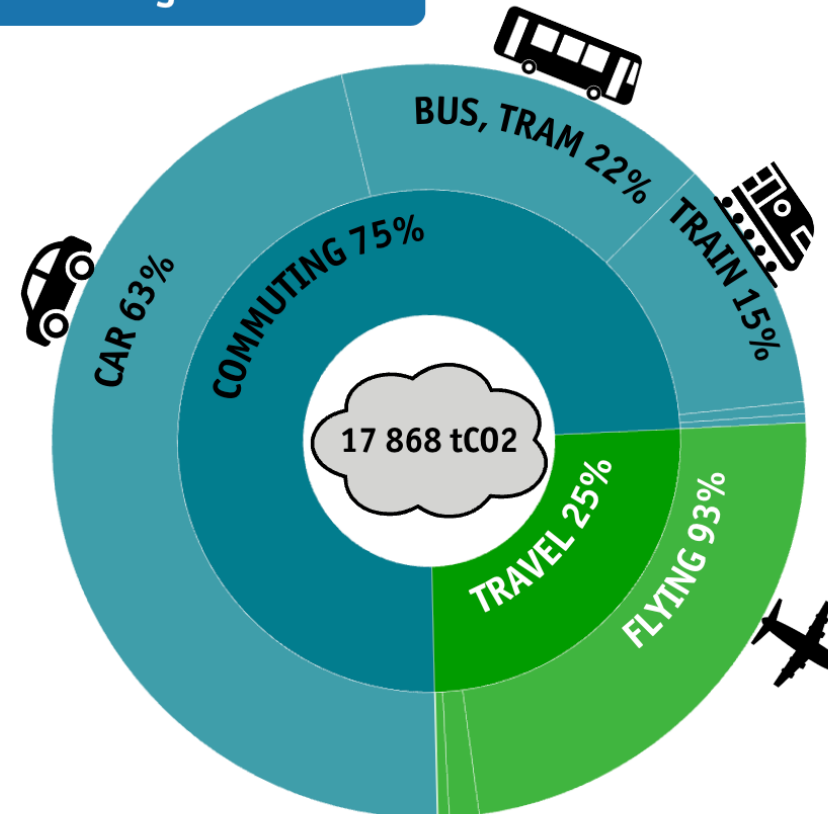 BUS, TRAM 22%
TRAIN 15%
CAR 63%
COMMUTING 75%
17 868 tCO2
TRAVEL 25%
FLYING 93%